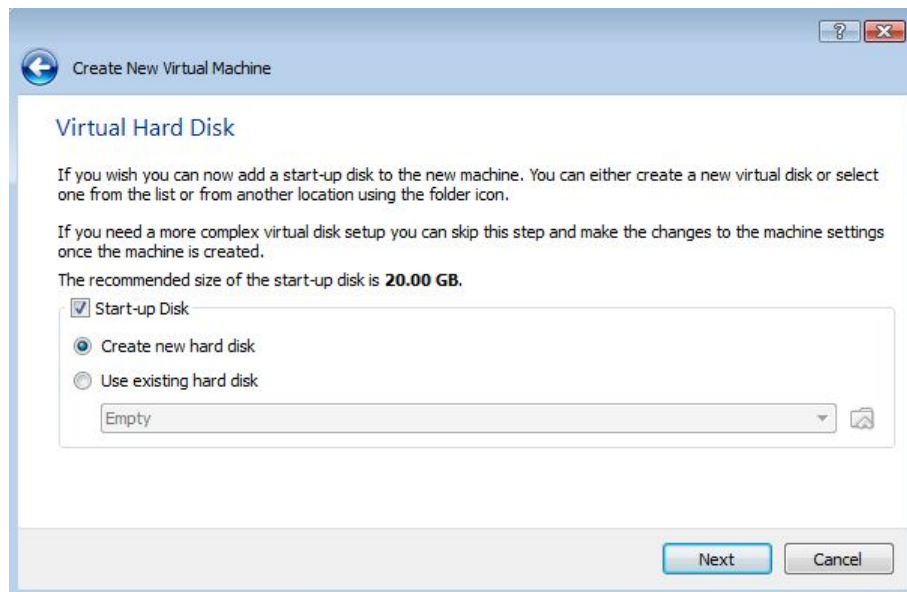 ?
Create New Virtual Machine
Virtual Hard Disk
If you wish you can now add a start-up disk to the new machine. You can either create a new virtual disk or select
one from the list or from another location using the folder icon.
If you need a more complex virtual disk setup you can skip this step and make the changes to the machine settings
once the machine is created.
The recommended size of the start-up disk is 20.00 GB.
Start-up Disk
Create new hard disk
Use existing hard disk
Empty
Next Cancel